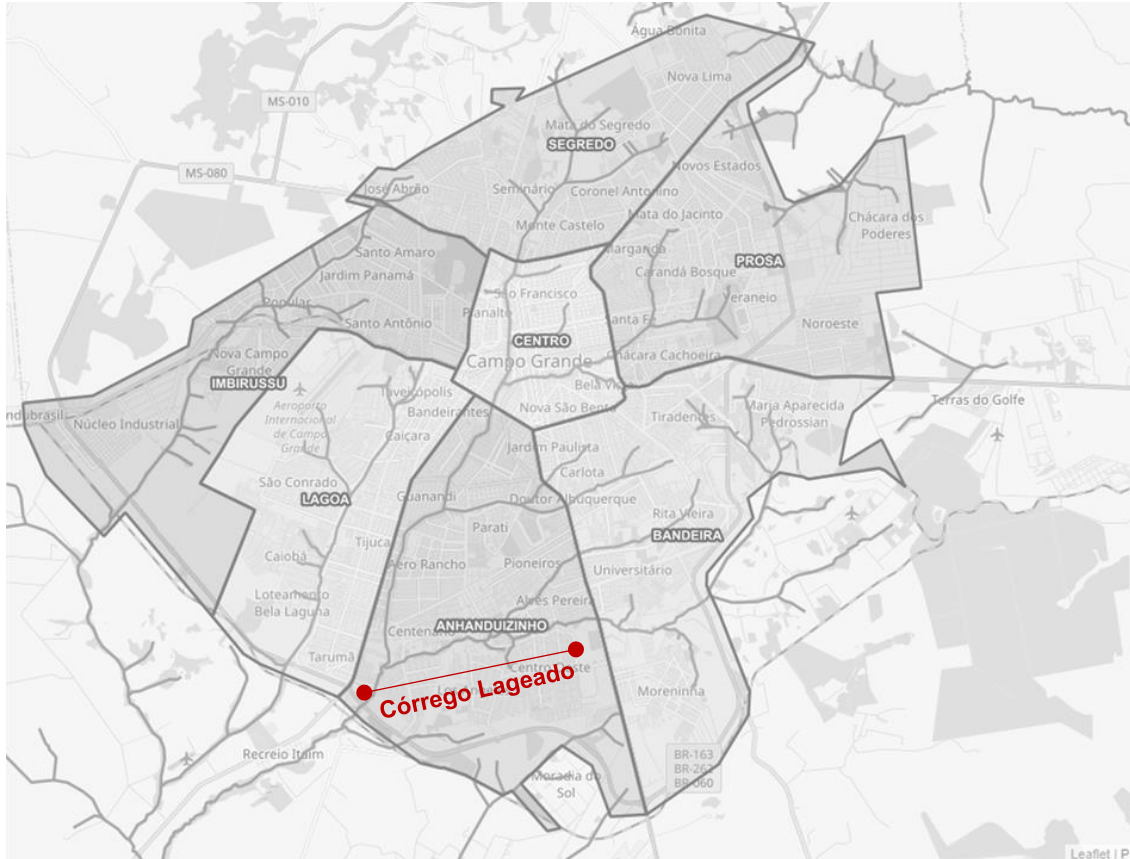 Água Bonita
Nova Lima
MS-010
Mata do Segredo
SEGREDO
MS-080
Novos Estados
José Abrão
Seminário
Coronel Antonino
Mata do Jacinto
Chácara dos
Poderes
Monte Castelo
Santo Amaro
Margarida
PROSA
Jardim Panamá
Carandá Bosque
São Francisco
Veraneio
Popular
Planalto
Santo Antônio
Santa Fé
Noroeste
CENTRO
Nova Campo
Grande
Chácara Cachoeira
Campo Grande
IMBIRUSSU
Bela Vista
Taveirópolis
Terras do Golfe
Aeroporto
Internacional
de Campo
Grande
Bandeirantes
Nova São Bento
Maria Aparecida
Pedrossian
Tiradentes
ndubrasil
Núcleo Industrial
Caiçara
Jardim Paulista
Carlota
São Conrado
LAGOA
Guanandi
Doutor Albuquerque
Rita Vieira
Parati
BANDEIRA
Tijuca
Caiobá
Aero Rancho
Pioneiros
Universitário
Loteamento
Bela Laguna
Alves Pereira
ANHANDUIZINHO
Centenário
Tarumã
Centro Oeste
Córrego Lageado
Moreninha
Recreio Itaim
BR-163
BR-262
BR-060
Moradia do
Sol
Leaflet | P